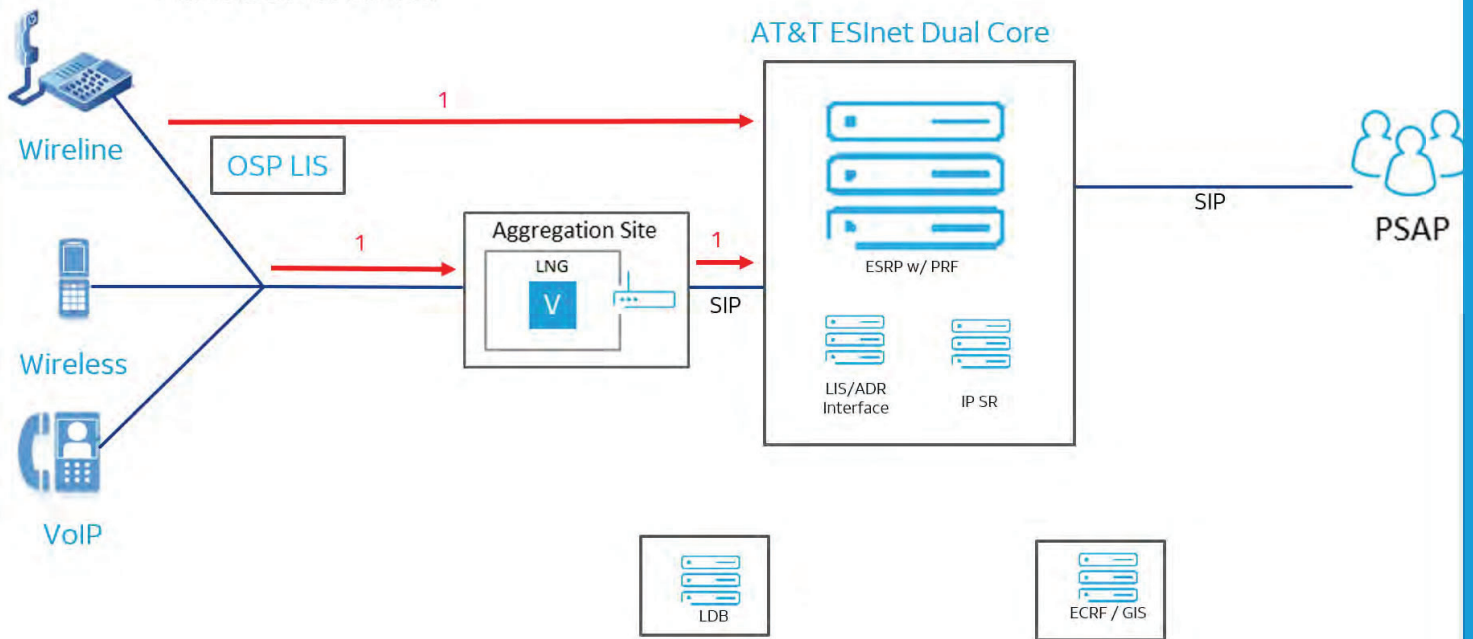 AT&T ESInet Dual Core
1
Wireline
OSP LIS
SIP
PSAP
1
Aggregation Site
1
LNG
V
SIP
ESRP w/ PRF
Wireless
LIS/ADR
Interface
IP SR
VoIP
LDB
ECRF / GIS